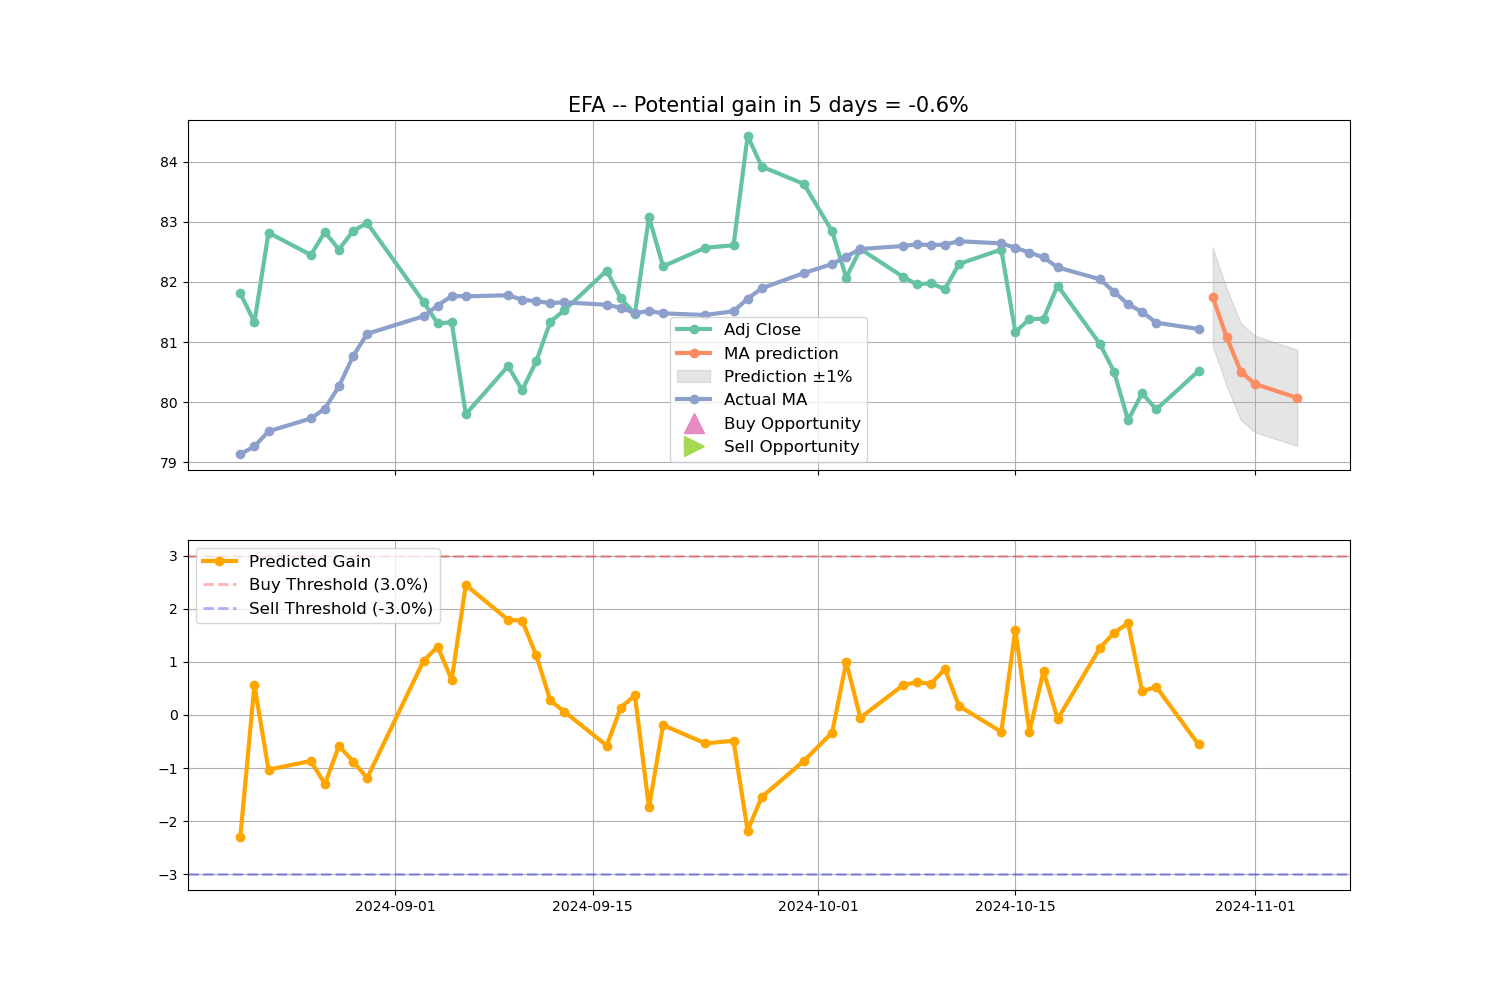 EFA -- Potential gain in 5 days = -0.6%
84
83
82
81
80
79
Adj Close
MA prediction
Prediction ±1%
Actual MA
Buy Opportunity
Sell Opportunity
3
2
1
0
−1
−2
−3
Predicted Gain
Buy Threshold (3.0%)
Sell Threshold (-3.0%)
2024-09-01
2024-09-15
2024-10-01
2024-10-15
2024-11-01